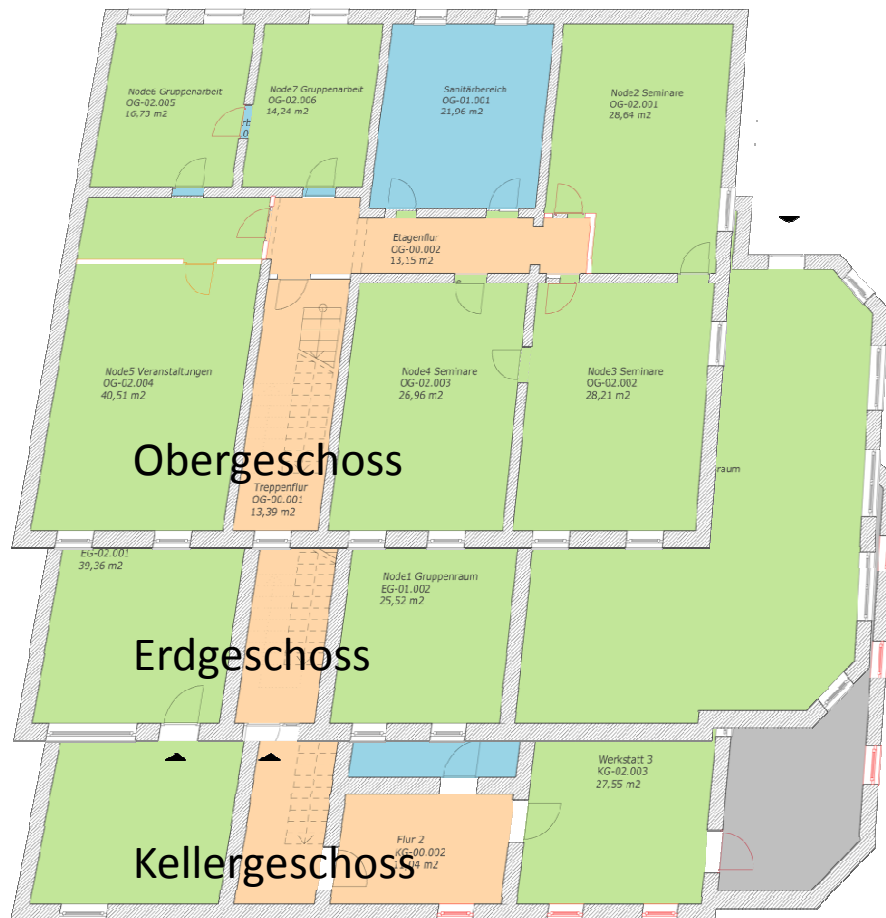 Node6 Gruppenarbeit
OG-02.005
16,73 m2
Node7 Gruppenarbeit
OG-02.006
14,24 m2
Sanitärbereich
OG-01.001
21,96 m2
Node2 Seminare
OG-02.001
28,64 m2
Etagenflur
OG-00.002
13,15 m2
Node5 Veranstaltungen
OG-02.004
40,51 m2
Node4 Seminare
OG-02.003
26,96 m2
Node3 Seminare
OG-02.002
28,21 m2
Obergeschoss
raum
Treppenflur
OG-00.001
13,39 m2
EG-02.001
39,36 m2
Node1 Gruppenraum
EG-01.002
25,52 m2
Erdgeschoss
Werkstatt 3
KG-02.003
27,55 m2
Flur 2
KG-00.002
Kellergeschoss
m2